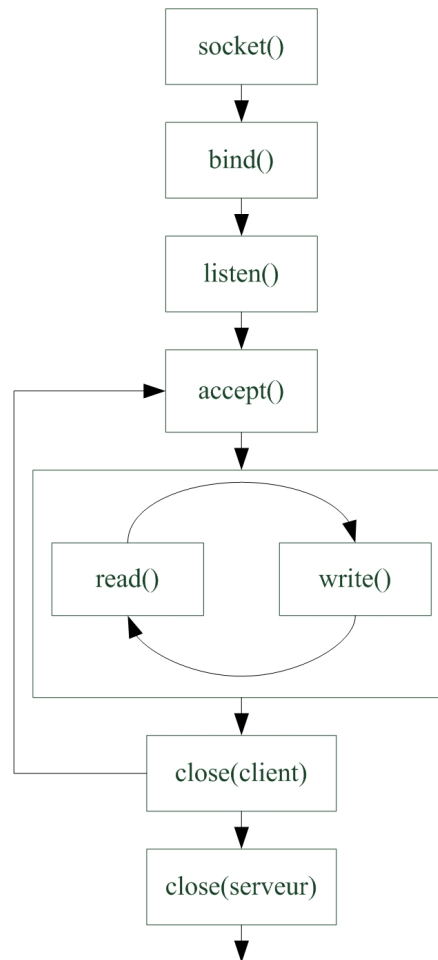 socket()
bind()
listen()
accept()
read()
write()
close(client)
close(serveur)